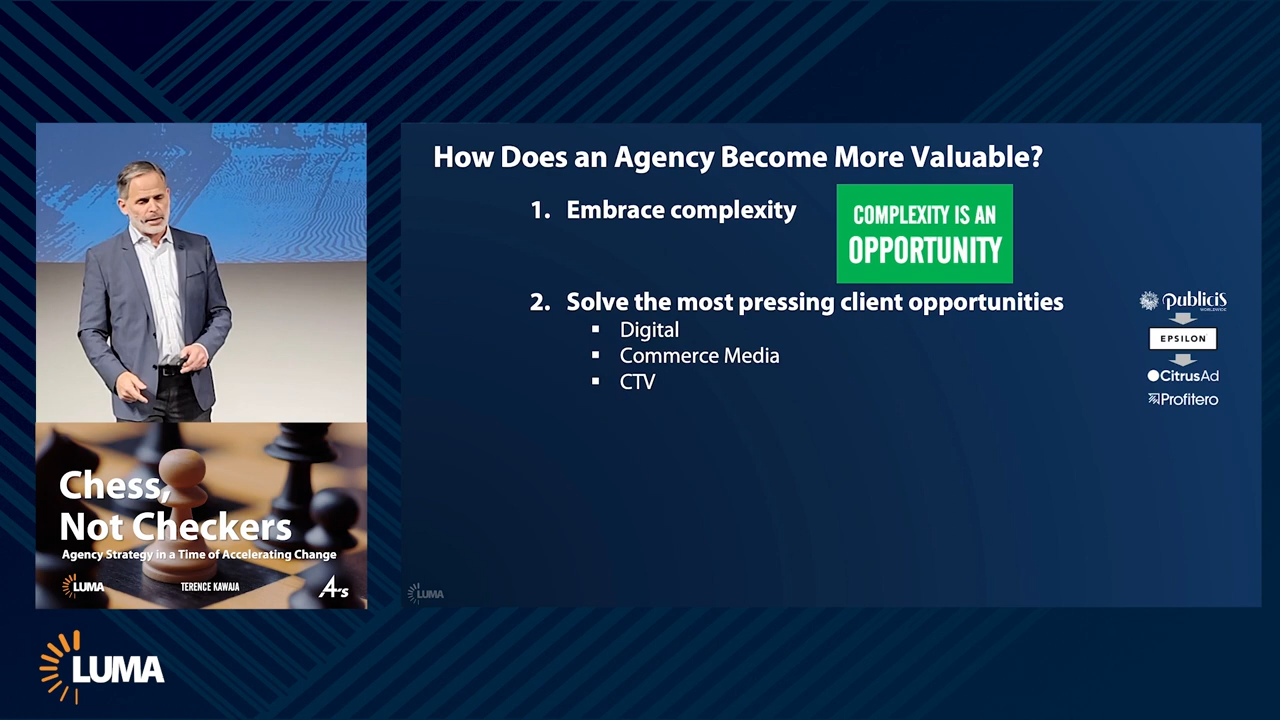 How Does an Agency Become More Valuable?
1. Embrace complexity
COMPLEXITY IS AN
OPPORTUNITY
2. Solve the most pressing client opportunities
▪ Digital
▪ Commerce Media
▪ CTV
publicis
WORLDWIDE
EPSILON
CitrusAd
Profitero
LUMA
Chess,
Not Checkers
Agency Strategy in a Time of Accelerating Change
LUMA
TERENCE KAWAJA
4A's
LUMA